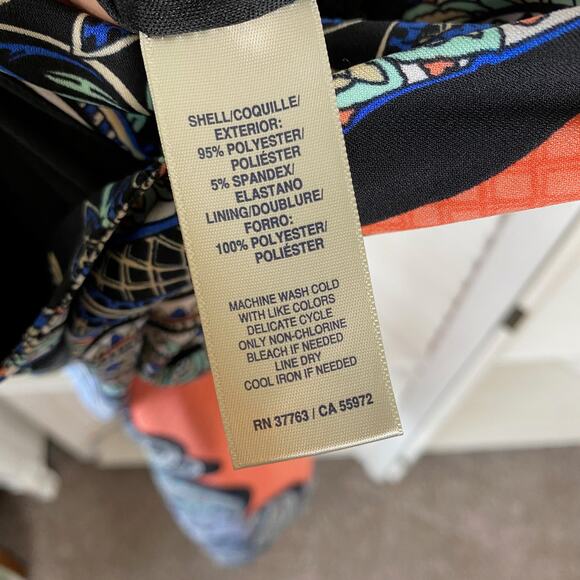 SHELL/COQUILLE/
EXTERIOR:
95% POLYESTER/
POLIÉSTER
5% SPANDEX/
ELASTANO
LINING/DOUBLURE/
FORRO:
100% POLYESTER/
POLIÉSTER
MACHINE WASH COLD
WITH LIKE COLORS
DELICATE CYCLE
ONLY NON-CHLORINE
BLEACH IF NEEDED
LINE DRY
COOL IRON IF NEEDED
RN 37763 / CA 55972